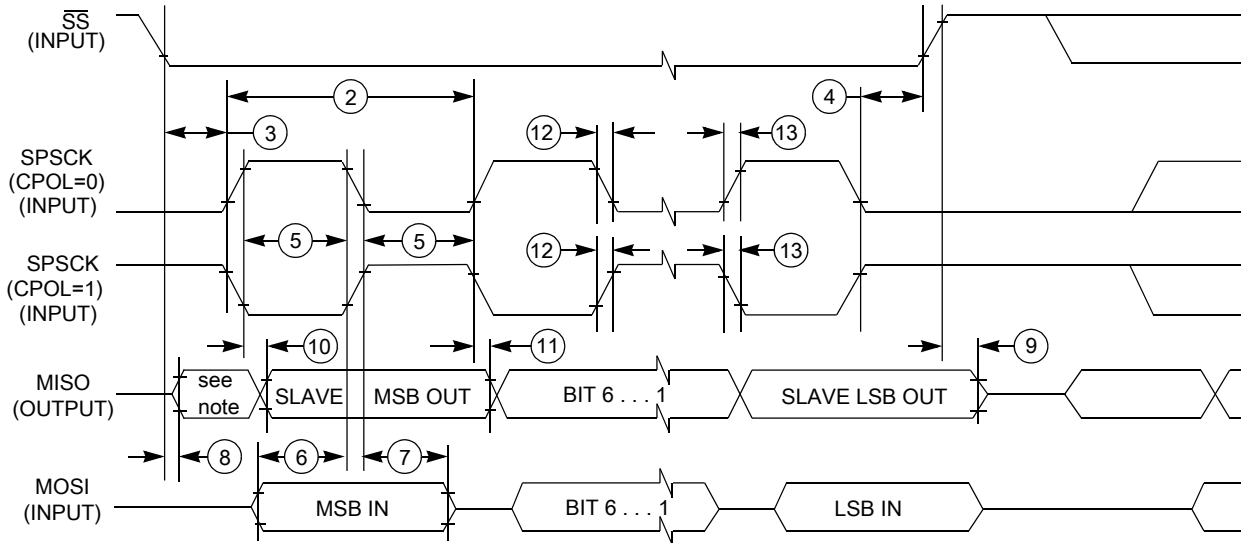 SS
(INPUT)
2
4
3
12
13
SPSCK
(CPOL=0)
(INPUT)
5
5
SPSCK
(CPOL=1)
(INPUT)
12
13
10
11
9
MISO
(OUTPUT)
see
note
SLAVE
MSB OUT
BIT 6 . . . 1
SLAVE LSB OUT
8
6
7
MOSI
(INPUT)
MSB IN
BIT 6 . . . 1
LSB IN